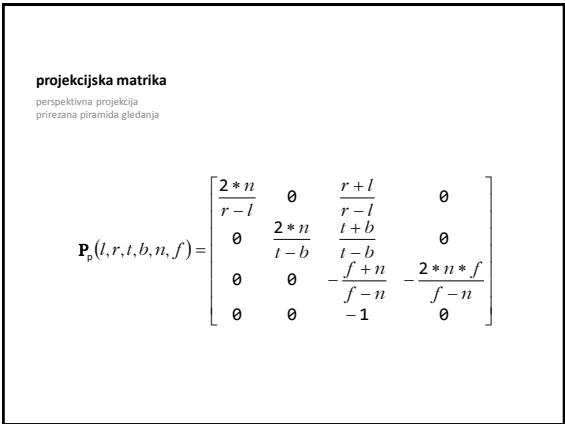 projekcijska matrika
perspektivna projekcija
prirezana piramida gledanja
P_p(l,r,t,b,n,f) = [
2*n/(r−l) 0 (r+l)/(r−l) 0
0 2*n/(t−b) (t+b)/(t−b) 0
0 0 −(f+n)/(f−n) −(2*n*f)/(f−n)
0 0 −1 0 ]